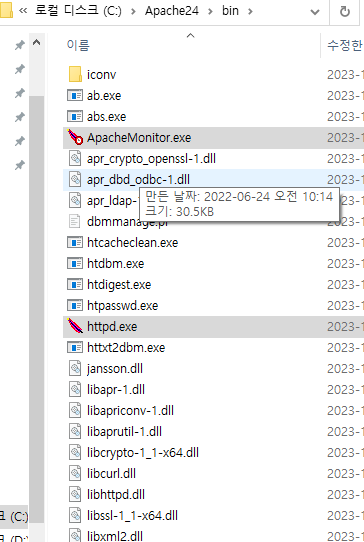 « 로컬 디스크 (C:) › Apache24 › bin ›
이름
수정한
iconv
2023-1
ab.exe
2023-1
abs.exe
2023-1
ApacheMonitor.exe
2023-1
apr_crypto_openssl-1.dll
2023-1
apr_dbd_odbc-1.dll
2023-1
apr_ldap-
만든 날짜: 2022-06-24 오전 10:14
크기: 30.5KB
dbmmanage.pl
htcacheclean.exe
2023-1
htdbm.exe
2023-1
htdigest.exe
2023-1
htpasswd.exe
2023-1
httpd.exe
2023-1
httxt2dbm.exe
2023-1
jansson.dll
2023-1
libapr-1.dll
2023-1
libapriconv-1.dll
2023-1
libaprutil-1.dll
2023-1
libcrypto-1_1-x64.dll
2023-1
libcurl.dll
2023-1
libhttpd.dll
2023-1
크 (C:)
libssl-1_1-x64.dll
2023-1
크 (D:)
libxml2.dll
2023-1